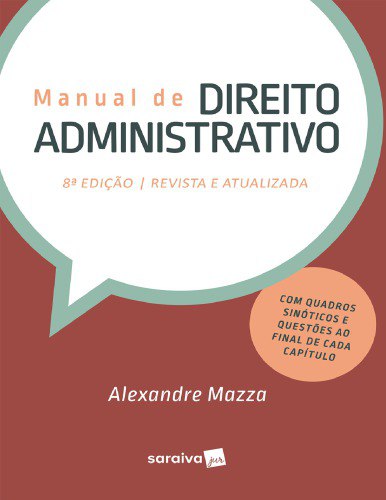 Manual de DIREITO
ADMINISTRATIVO
8ª EDIÇÃO | REVISTA E ATUALIZADA
COM QUADROS
SINÓTICOS E
QUESTÕES AO
FINAL DE CADA
CAPÍTULO
Alexandre Mazza
saraiva jur